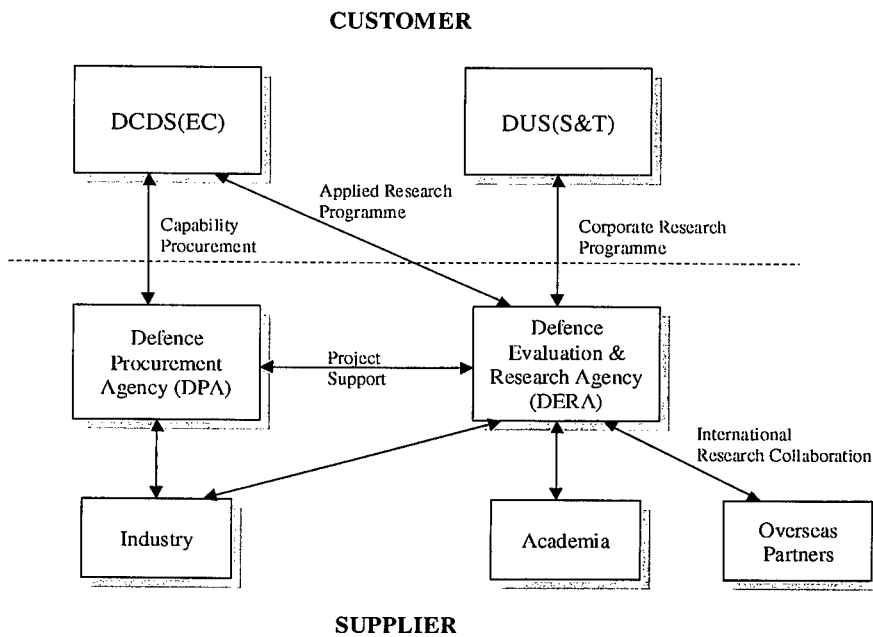 CUSTOMER
DCDS(EC)
DUS(S&T)
Applied Research
Programme
Capability
Procurement
Corporate Research
Programme
Defence
Procurement
Agency (DPA)
Project
Support
Defence
Evaluation &
Research Agency
(DERA)
International
Research Collaboration
Industry
Academia
Overseas
Partners
SUPPLIER